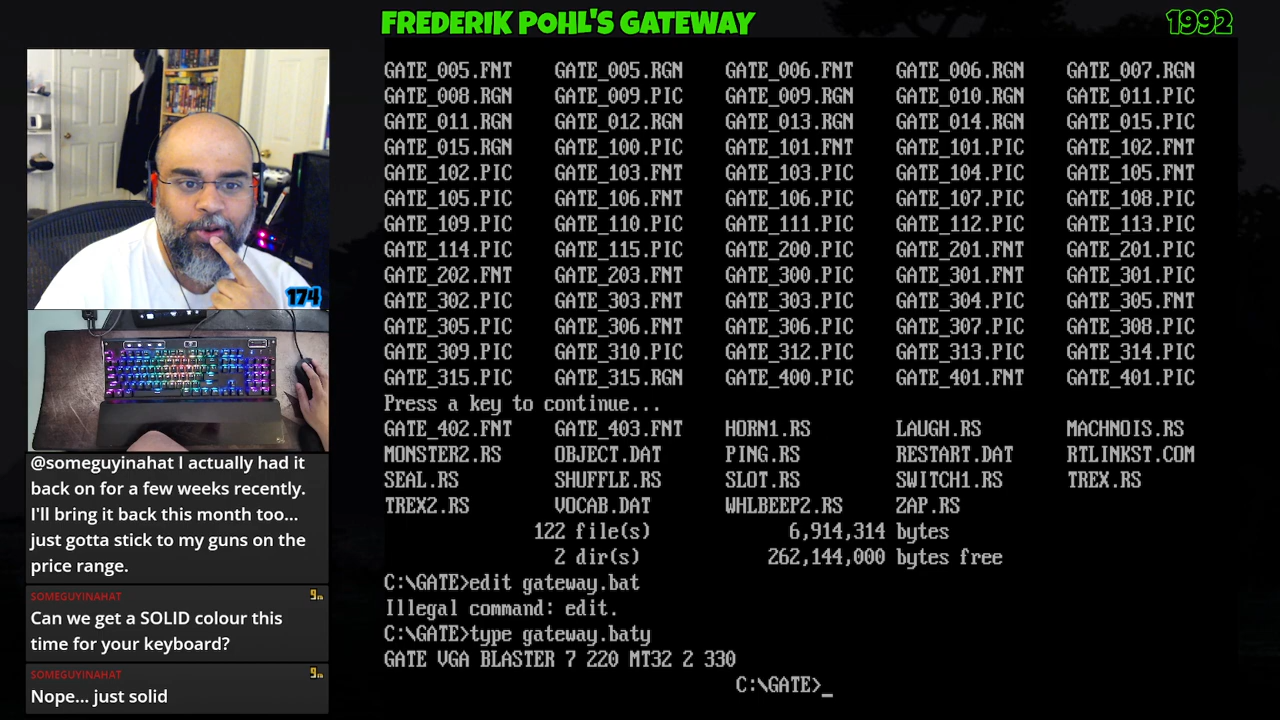 FREDERIK POHL'S GATEWAY
1992
GATE_005.FNT GATE_005.RGN GATE_006.FNT GATE_006.RGN GATE_007.RGN
GATE_008.RGN GATE_009.PIC GATE_009.RGN GATE_010.RGN GATE_011.PIC
GATE_011.RGN GATE_012.RGN GATE_013.RGN GATE_014.RGN GATE_015.PIC
GATE_015.RGN GATE_100.PIC GATE_101.FNT GATE_101.PIC GATE_102.FNT
GATE_102.PIC GATE_103.FNT GATE_103.PIC GATE_104.PIC GATE_105.FNT
GATE_105.PIC GATE_106.FNT GATE_106.PIC GATE_107.PIC GATE_108.PIC
GATE_109.PIC GATE_110.PIC GATE_111.PIC GATE_112.PIC GATE_113.PIC
GATE_114.PIC GATE_115.PIC GATE_200.PIC GATE_201.FNT GATE_201.PIC
GATE_202.FNT GATE_203.FNT GATE_300.PIC GATE_301.FNT GATE_301.PIC
GATE_302.PIC GATE_303.FNT GATE_303.PIC GATE_304.PIC GATE_305.FNT
GATE_305.PIC GATE_306.FNT GATE_306.PIC GATE_307.PIC GATE_308.PIC
GATE_309.PIC GATE_310.PIC GATE_312.PIC GATE_313.PIC GATE_314.PIC
GATE_315.PIC GATE_315.RGN GATE_400.PIC GATE_401.FNT GATE_401.PIC
Press a key to continue...
GATE_402.FNT GATE_403.FNT HORN1.RS LAUGH.RS MACHNOIS.RS
MONSTER2.RS OBJECT.DAT PING.RS RESTART.DAT RTLINKST.COM
SEAL.RS SHUFFLE.RS SLOT.RS SWITCH1.RS TREX.RS
TREX2.RS VOCAB.DAT WHLBEEP2.RS ZAP.RS
122 file(s) 6,914,314 bytes
2 dir(s) 262,144,000 bytes free
C:\GATE>edit gateway.bat
Illegal command: edit.
C:\GATE>type gateway.baty
GATE VGA BLASTER 7 220 MT32 2 330
C:\GATE>_
174
@someguyinahat I actually had it
back on for a few weeks recently.
I'll bring it back this month too...
just gotta stick to my guns on the
price range.
SOMEGUYINAHAT
Can we get a SOLID colour this
time for your keyboard?
SOMEGUYINAHAT
Nope... just solid